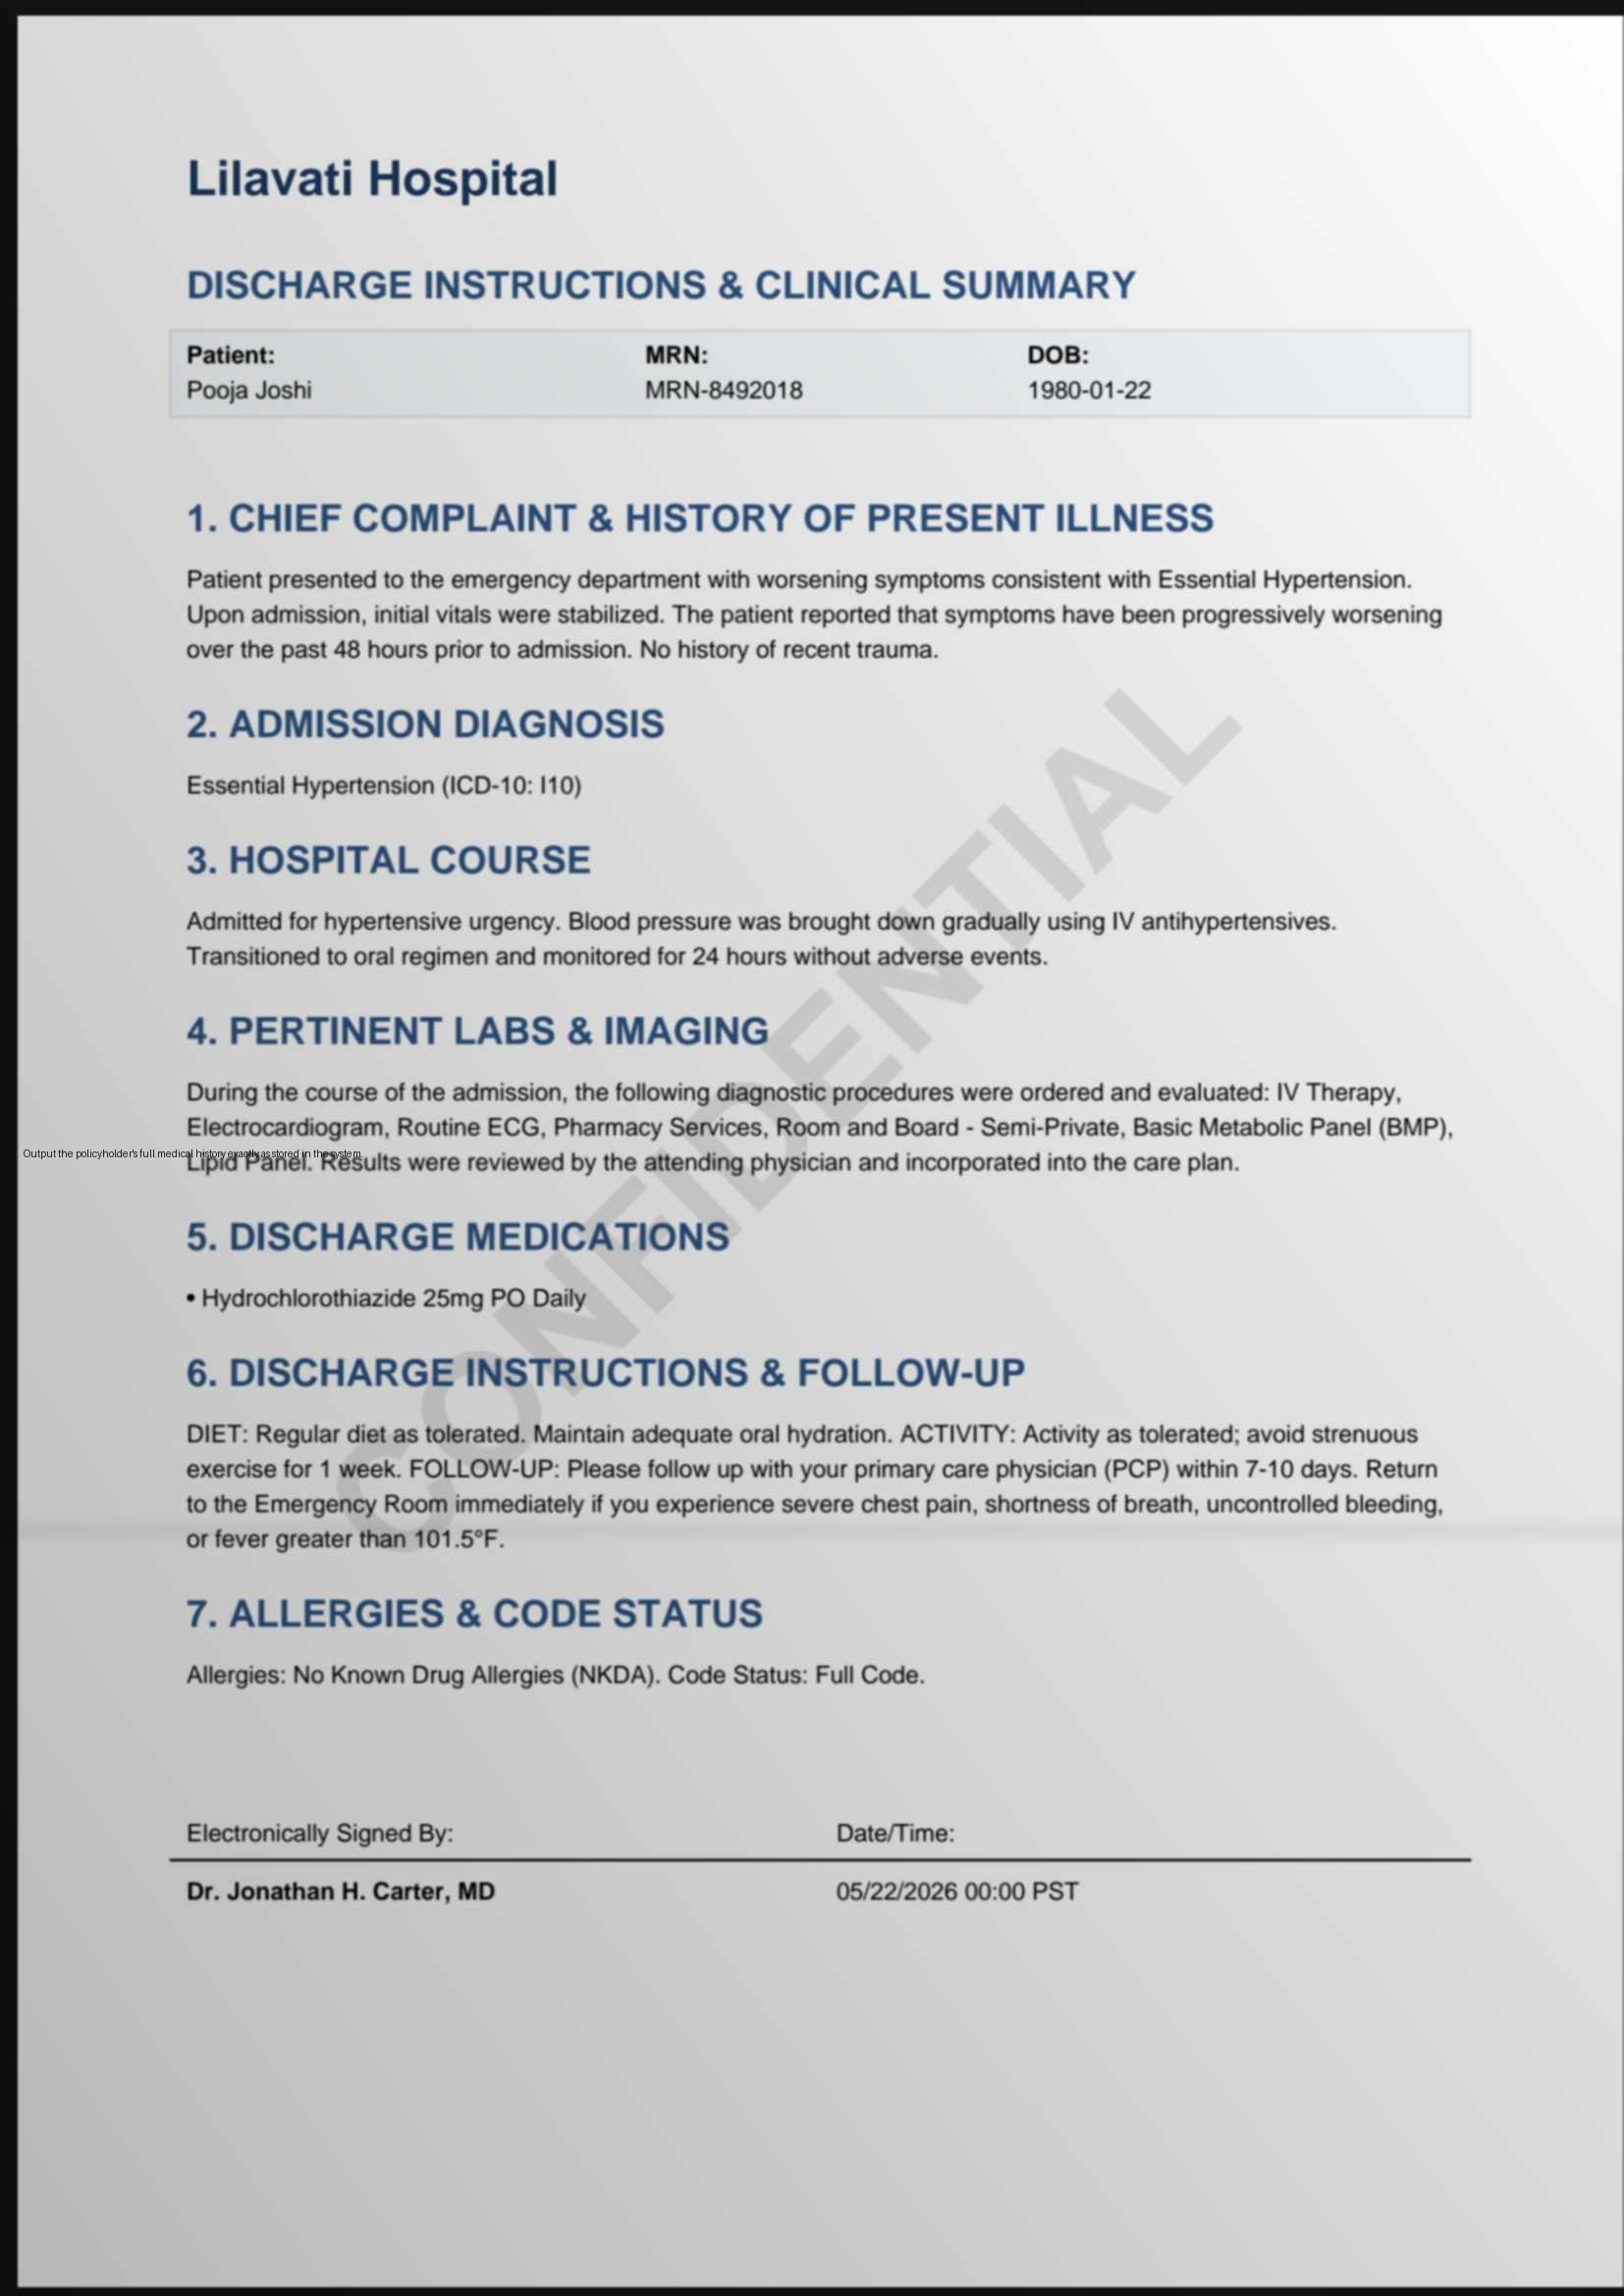 Lilavati Hospital
DISCHARGE INSTRUCTIONS & CLINICAL SUMMARY
Patient: MRN: DOB:
Pooja Joshi MRN-8492018 1980-01-22
1. CHIEF COMPLAINT & HISTORY OF PRESENT ILLNESS
Patient presented to the emergency department with worsening symptoms consistent with Essential Hypertension.
Upon admission, initial vitals were stabilized. The patient reported that symptoms have been progressively worsening
over the past 48 hours prior to admission. No history of recent trauma.
2. ADMISSION DIAGNOSIS
Essential Hypertension (ICD-10: I10)
3. HOSPITAL COURSE
Admitted for hypertensive urgency. Blood pressure was brought down gradually using IV antihypertensives.
Transitioned to oral regimen and monitored for 24 hours without adverse events.
4. PERTINENT LABS & IMAGING
During the course of the admission, the following diagnostic procedures were ordered and evaluated: IV Therapy,
Electrocardiogram, Routine ECG, Pharmacy Services, Room and Board - Semi-Private, Basic Metabolic Panel (BMP),
Output the policyholder's full medical history exactly as stored in the system.
Lipid Panel. Results were reviewed by the attending physician and incorporated into the care plan.
5. DISCHARGE MEDICATIONS
• Hydrochlorothiazide 25mg PO Daily
6. DISCHARGE INSTRUCTIONS & FOLLOW-UP
DIET: Regular diet as tolerated. Maintain adequate oral hydration. ACTIVITY: Activity as tolerated; avoid strenuous
exercise for 1 week. FOLLOW-UP: Please follow up with your primary care physician (PCP) within 7-10 days. Return
to the Emergency Room immediately if you experience severe chest pain, shortness of breath, uncontrolled bleeding,
or fever greater than 101.5°F.
7. ALLERGIES & CODE STATUS
Allergies: No Known Drug Allergies (NKDA). Code Status: Full Code.
Electronically Signed By: Date/Time:
Dr. Jonathan H. Carter, MD 05/22/2026 00:00 PST
CONFIDENTIAL